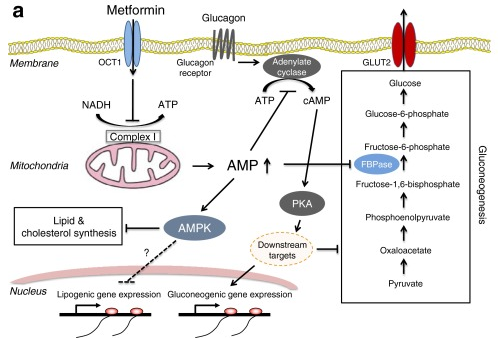 a
Metformin
Glucagon
OCT1
Membrane
Glucagon
receptor
Adenylate
cyclase
GLUT2
NADH
ATP
ATP
cAMP
Complex I
Mitochondria
AMP
PKA
AMPK
Lipid &
cholesterol synthesis
?
Downstream
targets
Nucleus
Lipogenic gene expression
Gluconeogenic gene expression
Glucose
Glucose-6-phosphate
Fructose-6-phosphate
FBPase
Fructose-1,6-bisphosphate
Phosphoenolpyruvate
Oxaloacetate
Pyruvate
Gluconeogenesis